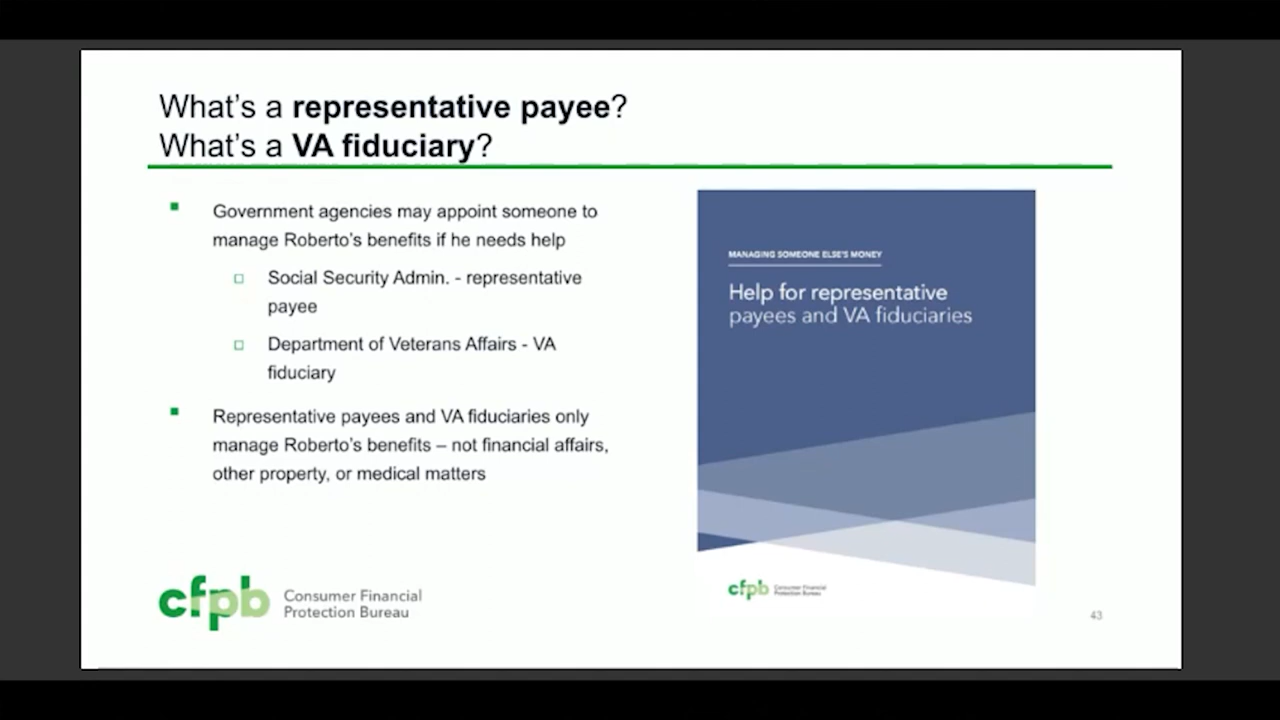 What's a representative payee?
What's a VA fiduciary?
Government agencies may appoint someone to
manage Roberto's benefits if he needs help
Social Security Admin. - representative
payee
Department of Veterans Affairs - VA
fiduciary
Representative payees and VA fiduciaries only
manage Roberto's benefits – not financial affairs,
other property, or medical matters
MANAGING SOMEONE ELSE'S MONEY
Help for representative
payees and VA fiduciaries
cfpb Consumer Financial
Protection Bureau
cfpb Consumer Financial
Protection Bureau
43